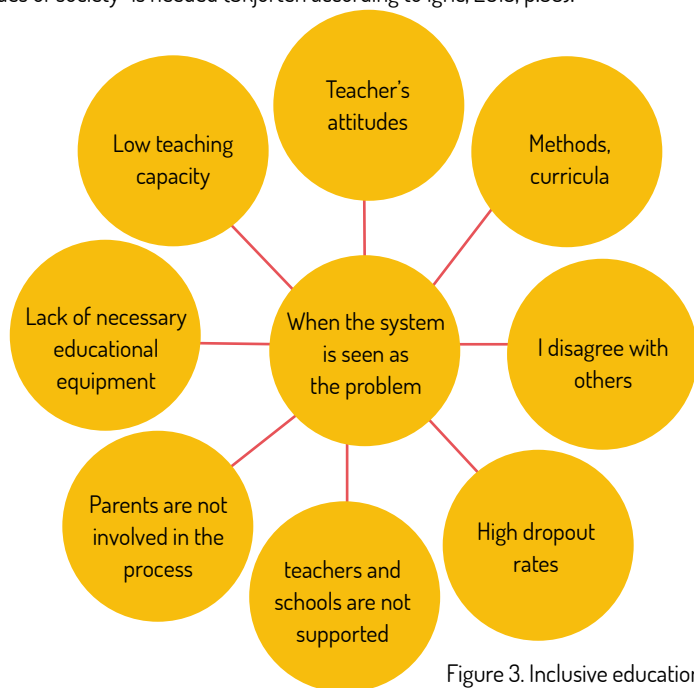 Teacher's
attitudes
Low teaching
capacity
Methods,
curricula
Lack of necessary
educational
equipment
When the system
is seen as
the problem
I disagree with
others
Parents are not
involved in the
process
teachers and
schools are not
supported
High dropout
rates
Figure 3. Inclusive education